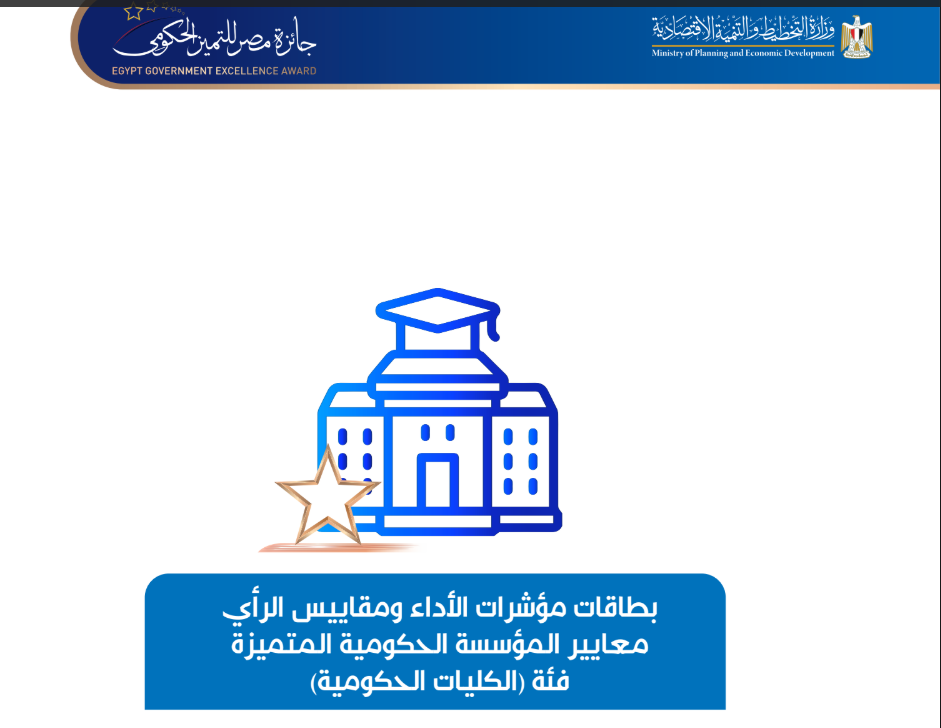 جائزة مصر للتميز الحكومي
EGYPT GOVERNMENT EXCELLENCE AWARD
وزارة التخطيط والتنمية الاقتصادية
Ministry of Planning and Economic Development
بطاقات مؤشرات الأداء ومقاييس الرأي
معايير المؤسسة الحكومية المتميزة
فئة (الكليات الحكومية)